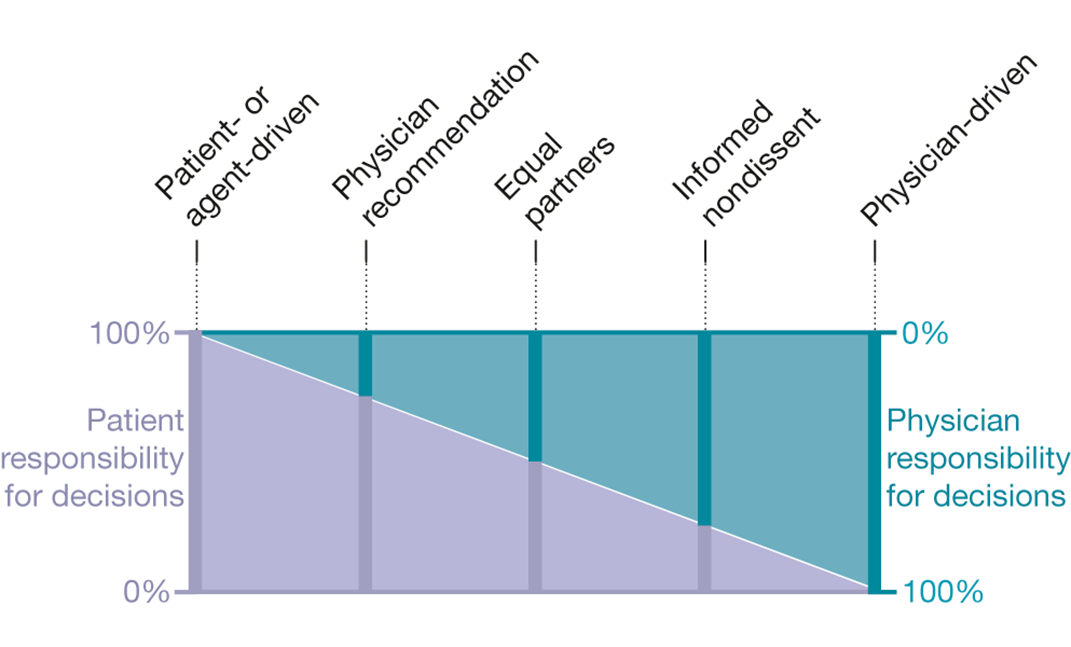 Patient- or
agent-driven
Physician
recommendation
Equal
partners
Informed
nondissent
Physician-driven
100%
0%
Patient
responsibility
for decisions
Physician
responsibility
for decisions
0%
100%